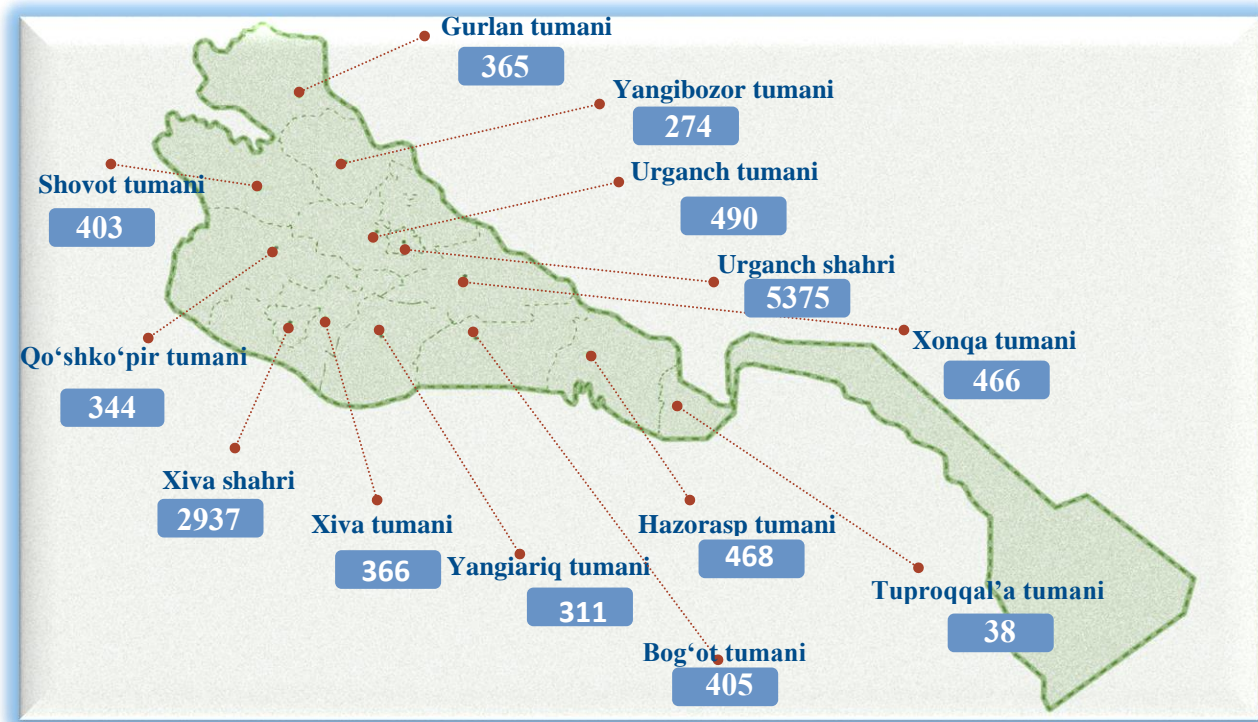 Gurlan tumani
365
Yangibozor tumani
274
Urganch tumani
490
Shovot tumani
403
Urganch shahri
5375
Xonqa tumani
466
Qo‘shko‘pir tumani
344
Xiva shahri
2937
Xiva tumani
366
Yangiariq tumani
311
Hazorasp tumani
468
Tuproqqal’a tumani
38
Bog‘ot tumani
405